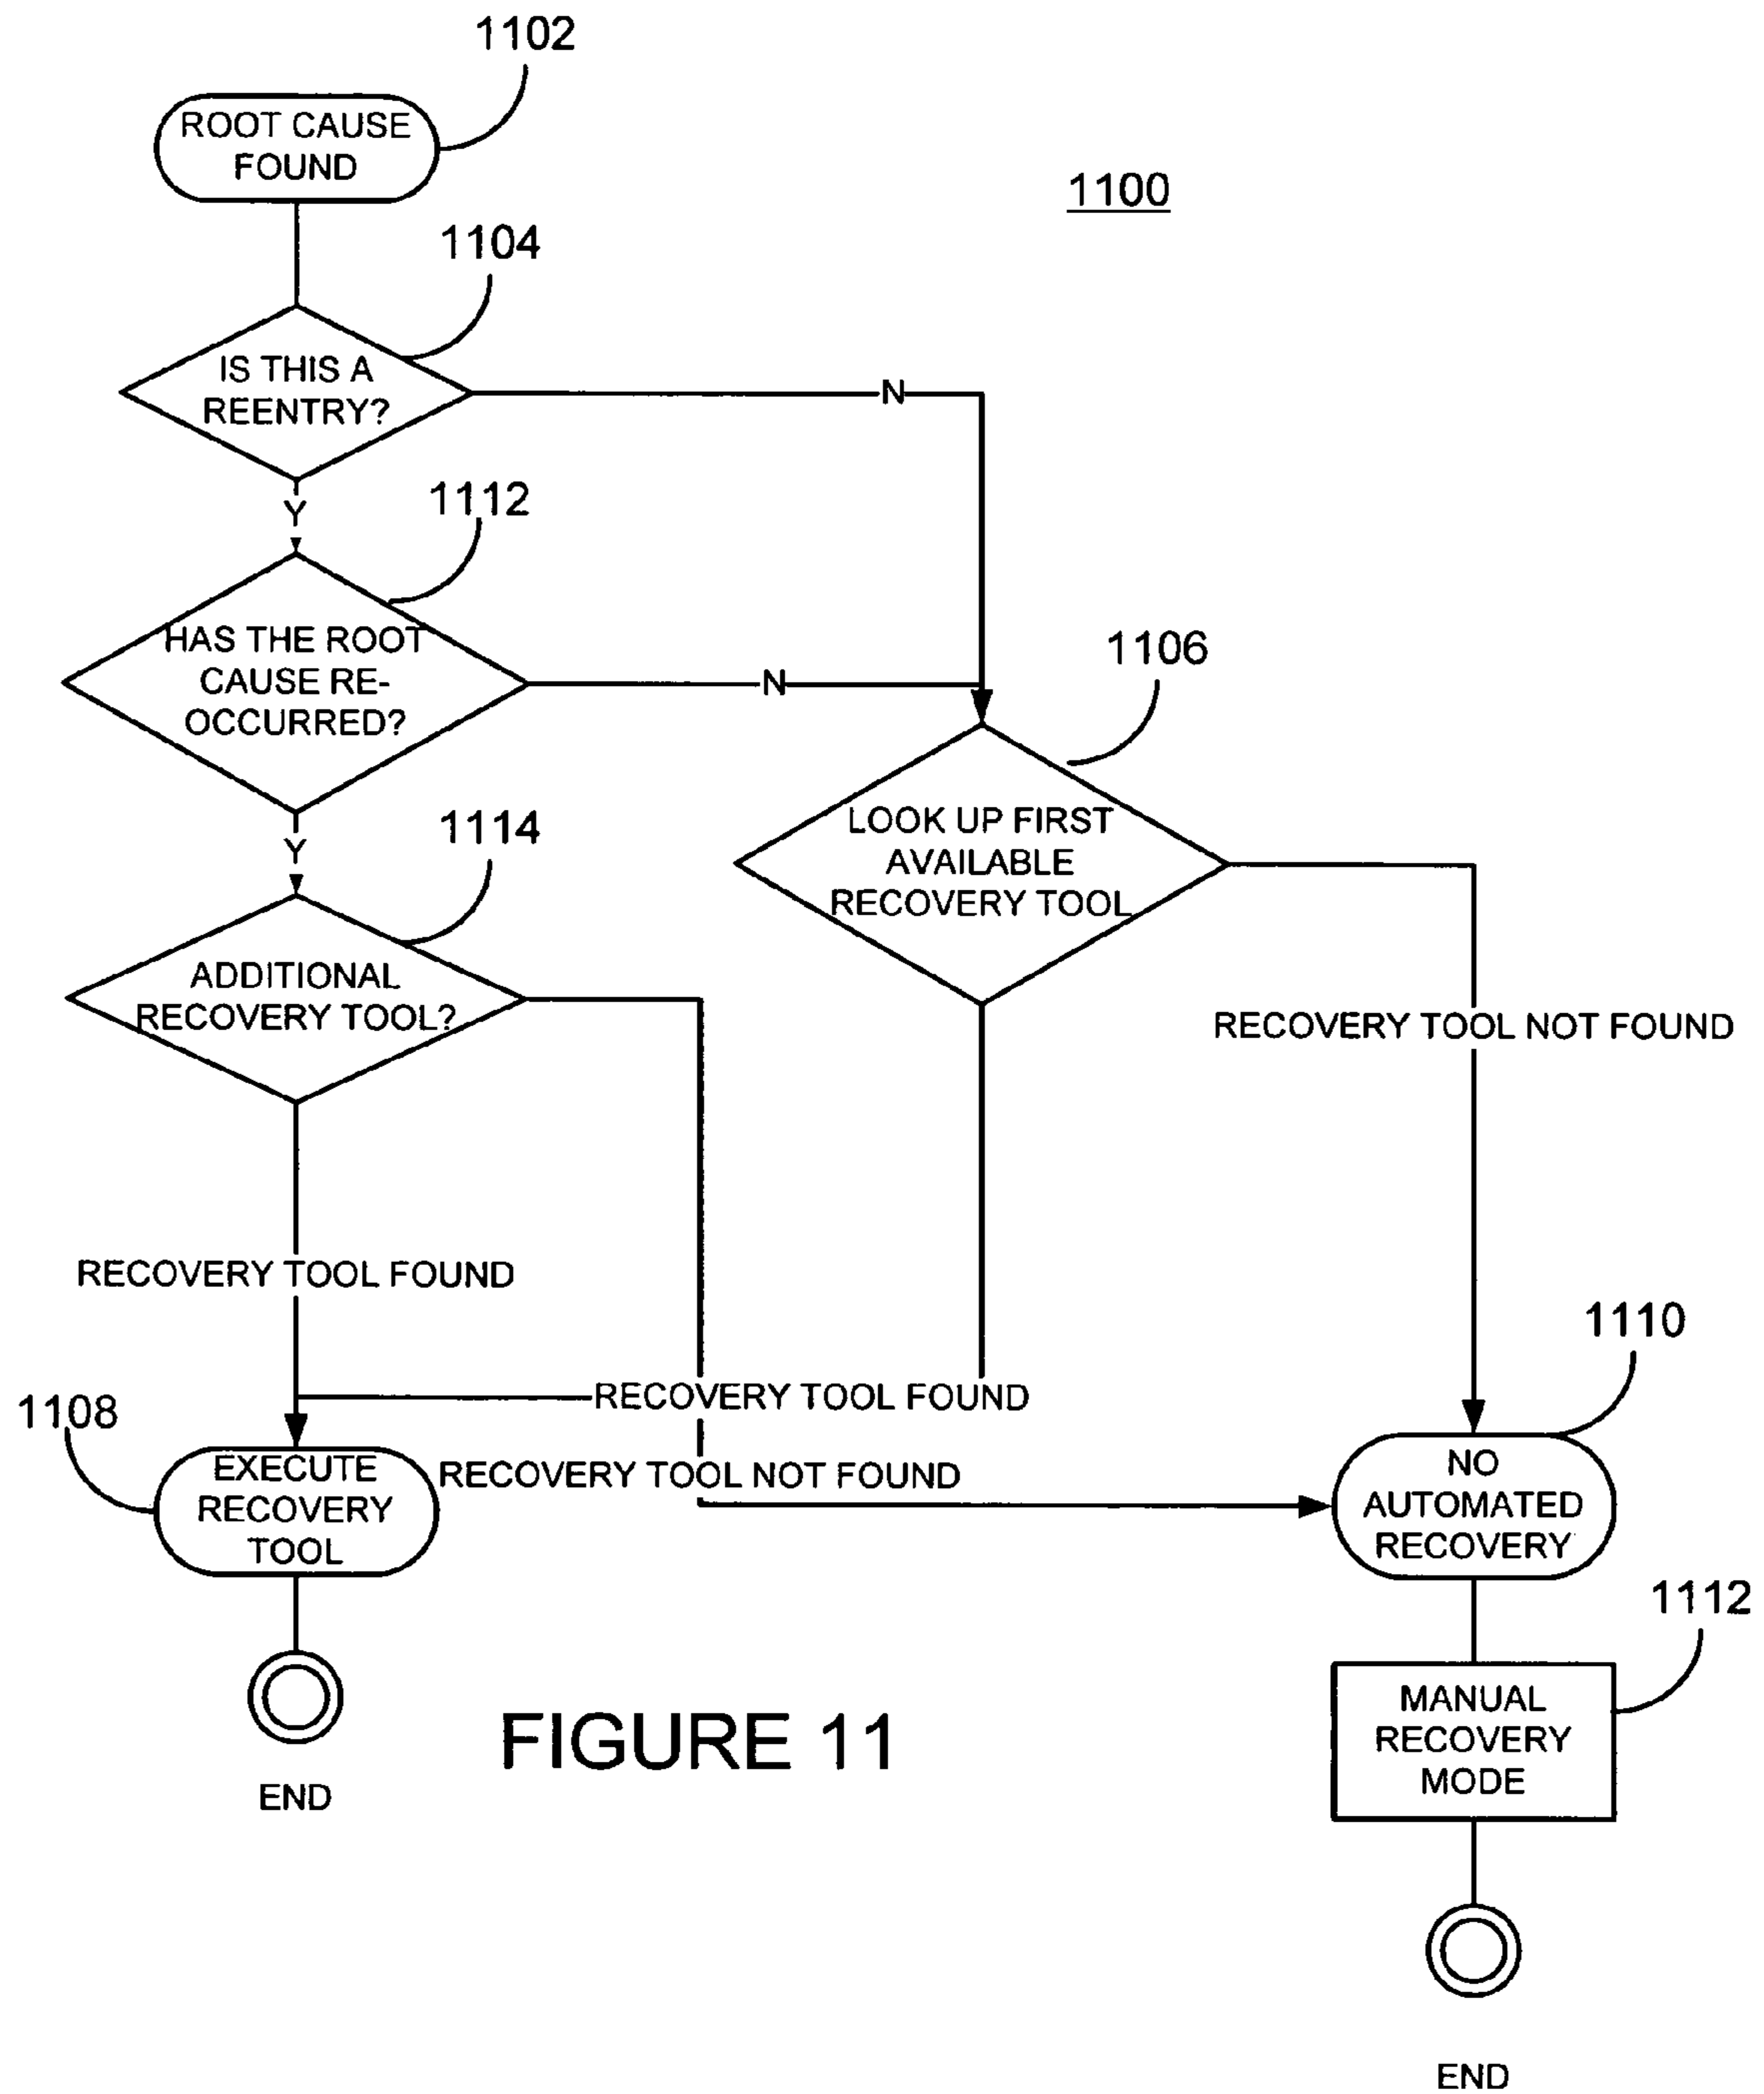 1102
ROOT CAUSE
FOUND
1100
1104
IS THIS A
REENTRY?
N
Y
1112
HAS THE ROOT
CAUSE RE-
OCCURRED?
N
1106
LOOK UP FIRST
AVAILABLE
RECOVERY TOOL
Y
1114
ADDITIONAL
RECOVERY TOOL?
RECOVERY TOOL NOT FOUND
RECOVERY TOOL FOUND
1110
RECOVERY TOOL FOUND
1108
EXECUTE
RECOVERY
TOOL
RECOVERY TOOL NOT FOUND
NO
AUTOMATED
RECOVERY
1112
MANUAL
RECOVERY
MODE
FIGURE 11
END
END